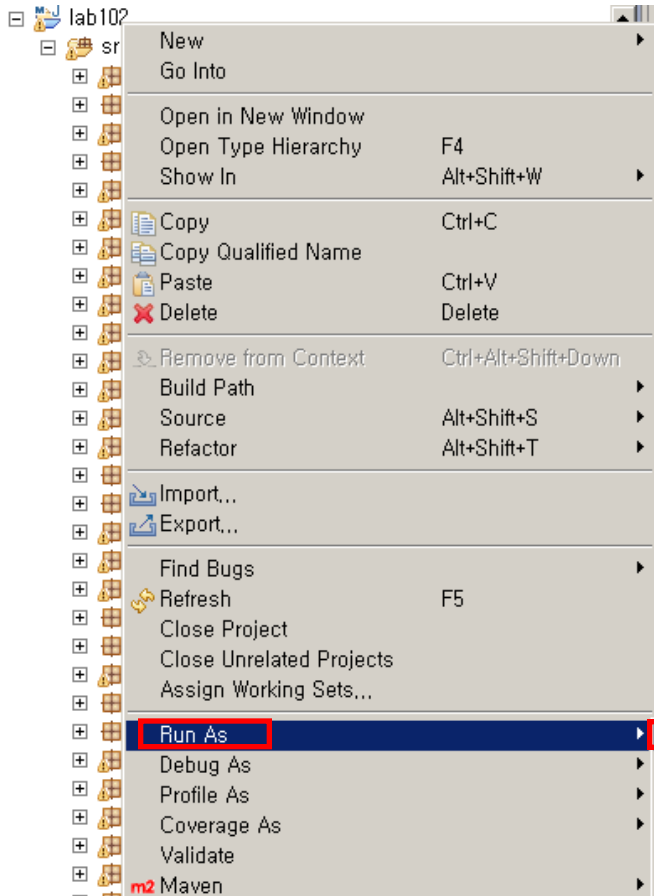 lab102
sr
New
Go Into
Open in New Window
Open Type Hierarchy F4
Show In Alt+Shift+W
Copy Ctrl+C
Copy Qualified Name
Paste Ctrl+V
Delete Delete
Remove from Context Ctrl+Alt+Shift+Down
Build Path
Source Alt+Shift+S
Refactor Alt+Shift+T
Import...
Export...
Find Bugs
Refresh F5
Close Project
Close Unrelated Projects
Assign Working Sets...
Run As
Debug As
Profile As
Coverage As
Validate
m2 Maven